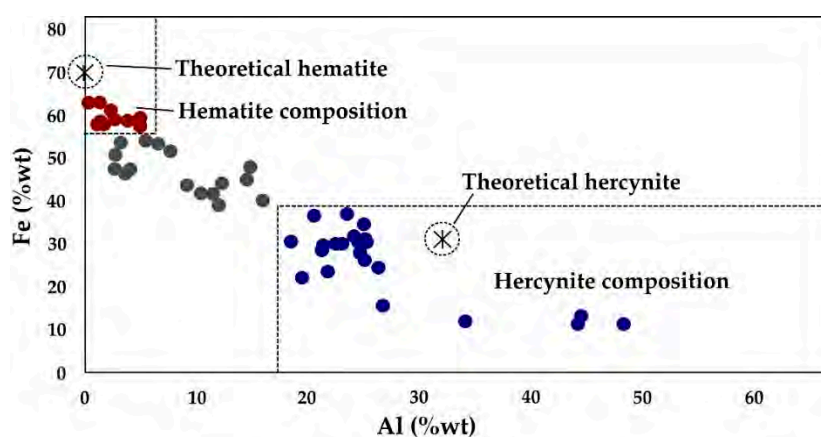 80
70
60
50
40
30
20
10
0
Fe (%wt)
Theoretical hematite
Hematite composition
Theoretical hercynite
Hercynite composition
0 10 20 30 40 50 60
Al (%wt)